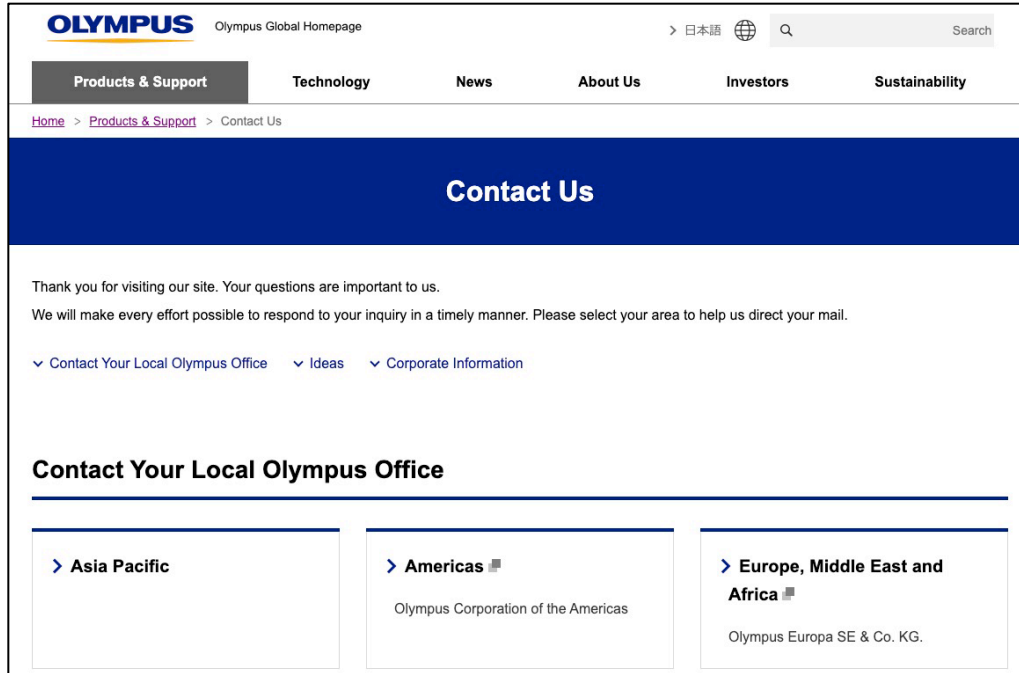 OLYMPUS Olympus Global Homepage > 日本語 Search
Products & Support Technology News About Us Investors Sustainability
Home > Products & Support > Contact Us
Contact Us
Thank you for visiting our site. Your questions are important to us.
We will make every effort possible to respond to your inquiry in a timely manner. Please select your area to help us direct your mail.
Contact Your Local Olympus Office Ideas Corporate Information
Contact Your Local Olympus Office
Asia Pacific
Americas
Olympus Corporation of the Americas
Europe, Middle East and
Africa
Olympus Europa SE & Co. KG.